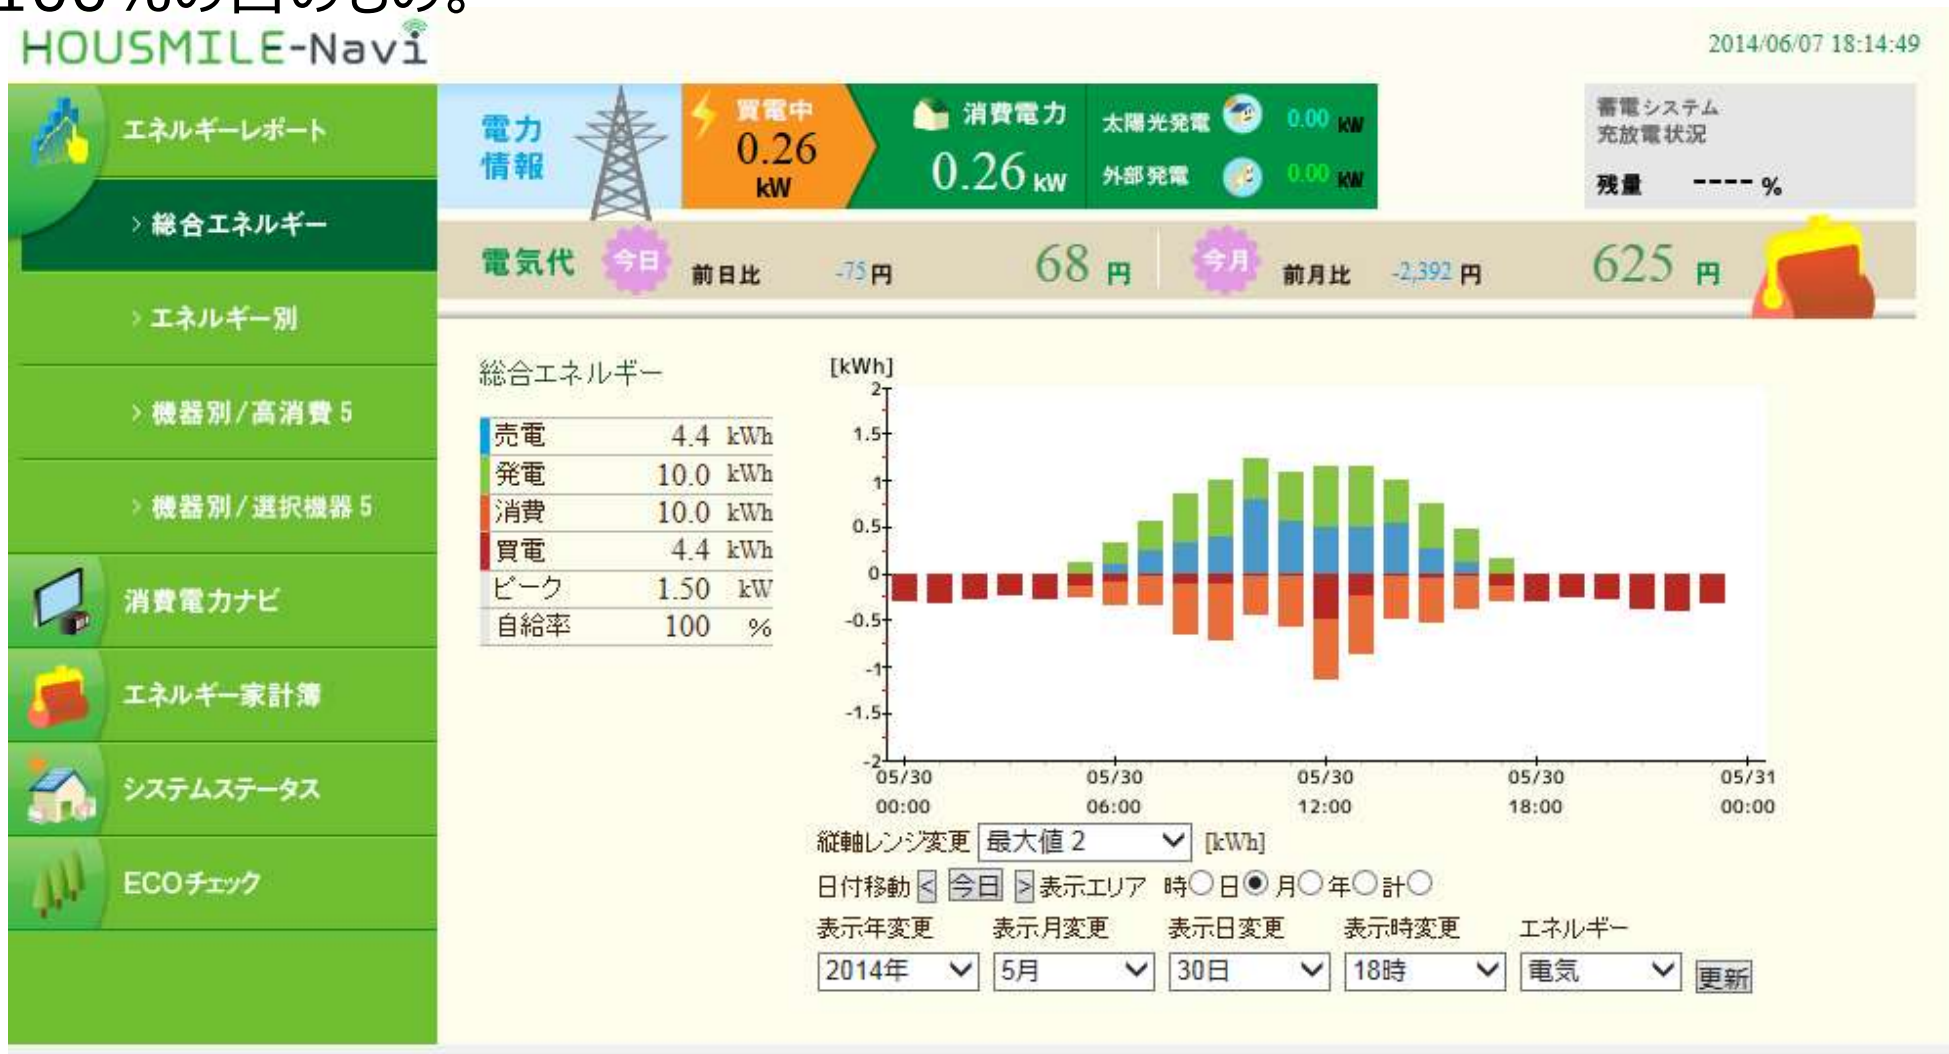 100%の日のもの。
HOUSMILE-Navi
2014/06/07 18:14:49
エネルギーレポート
> 総合エネルギー
> エネルギー別
> 機器別/高消費5
> 機器別/選択機器5
消費電力ナビ
エネルギー家計簿
システムステータス
ECOチェック
電力
情報
買電中
0.26
kW
消費電力
0.26 kW
太陽光発電 0.00 kW
外部発電 0.00 kW
蓄電システム
充放電状況
残量 ---- %
電気代 今日 前日比 -75 円 68 円 今月 前月比 -2,392 円 625 円
総合エネルギー
売電 4.4 kWh
発電 10.0 kWh
消費 10.0 kWh
買電 4.4 kWh
ピーク 1.50 kW
自給率 100 %
[kWh]
2
1.5
1
0.5
0
-0.5
-1
-1.5
-2
05/30 05/30 05/30 05/30 05/31
00:00 06:00 12:00 18:00 00:00
縦軸レンジ変更 最大値 2 [kWh]
日付移動 < 今日 > 表示エリア 時 日 月 年 計
表示年変更 表示月変更 表示日変更 表示時変更 エネルギー
2014年 5月 30日 18時 電気 更新